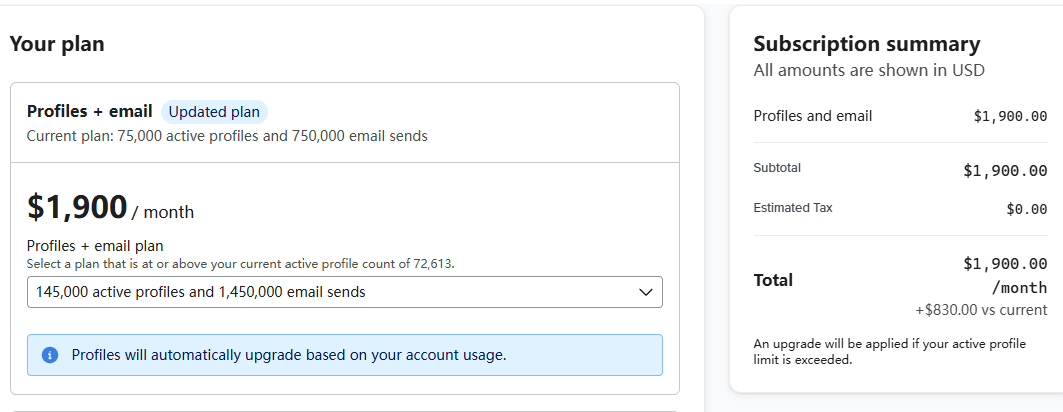 Your plan
Profiles + email Updated plan
Current plan: 75,000 active profiles and 750,000 email sends
$1,900 / month
Profiles + email plan
Select a plan that is at or above your current active profile count of 72,613.
145,000 active profiles and 1,450,000 email sends
Profiles will automatically upgrade based on your account usage.
Subscription summary
All amounts are shown in USD
Profiles and email $1,900.00
Subtotal $1,900.00
Estimated Tax $0.00
Total $1,900.00
/month
+$830.00 vs current
An upgrade will be applied if your active profile
limit is exceeded.